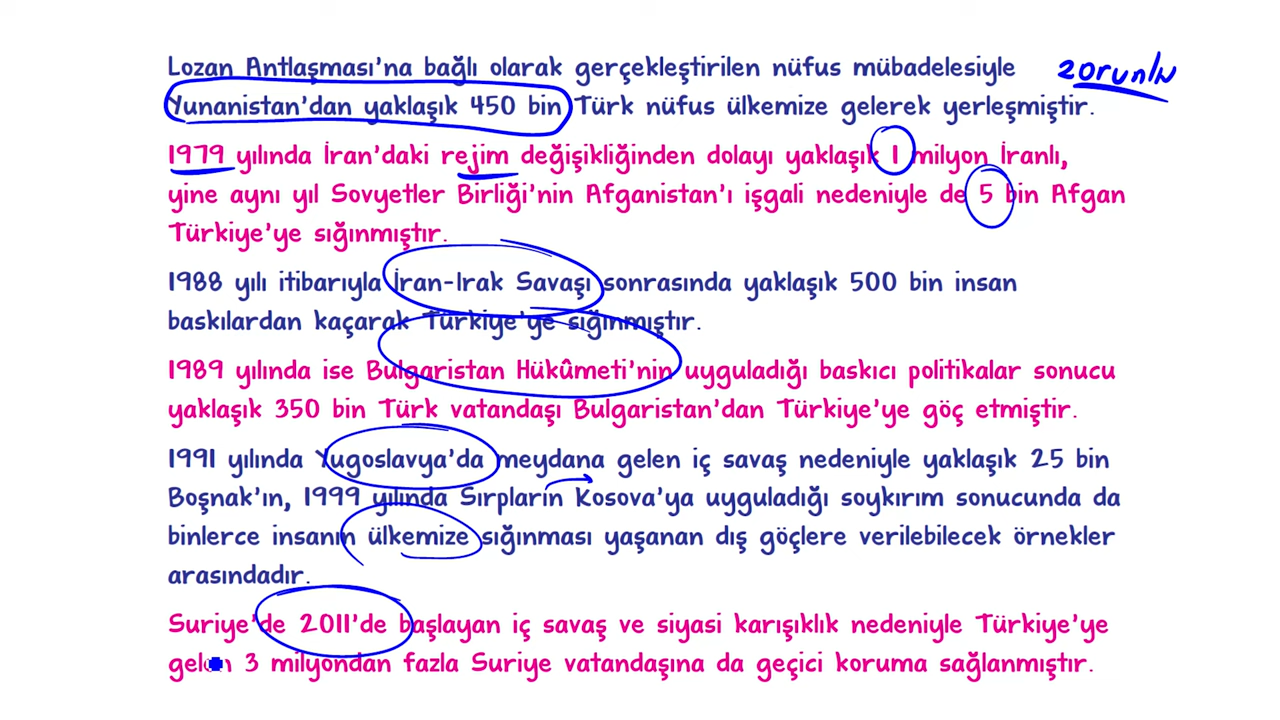 Lozan Antlaşması'na bağlı olarak gerçekleştirilen nüfus mübadelesiyle zorunlu
Yunanistan'dan yaklaşık 450 bin Türk nüfus ülkemize gelerek yerleşmiştir.
1979 yılında İran'daki rejim değişikliğinden dolayı yaklaşık 1 milyon İranlı,
yine aynı yıl Sovyetler Birliği'nin Afganistan'ı işgali nedeniyle de 5 bin Afgan
Türkiye'ye sığınmıştır.
1988 yılı itibarıyla İran-Irak Savaşı sonrasında yaklaşık 500 bin insan
baskılardan kaçarak Türkiye'ye sığınmıştır.
1989 yılında ise Bulgaristan Hükûmeti'nin uyguladığı baskıcı politikalar sonucu
yaklaşık 350 bin Türk vatandaşı Bulgaristan'dan Türkiye'ye göç etmiştir.
1991 yılında Yugoslavya'da meydana gelen iç savaş nedeniyle yaklaşık 25 bin
Boşnak'ın, 1999 yılında Sırpların Kosova'ya uyguladığı soykırım sonucunda da
binlerce insanın ülkemize sığınması yaşanan dış göçlere verilebilecek örnekler
arasındadır.
Suriye'de 2011'de başlayan iç savaş ve siyasi karışıklık nedeniyle Türkiye'ye
gelen 3 milyondan fazla Suriye vatandaşına da geçici koruma sağlanmıştır.